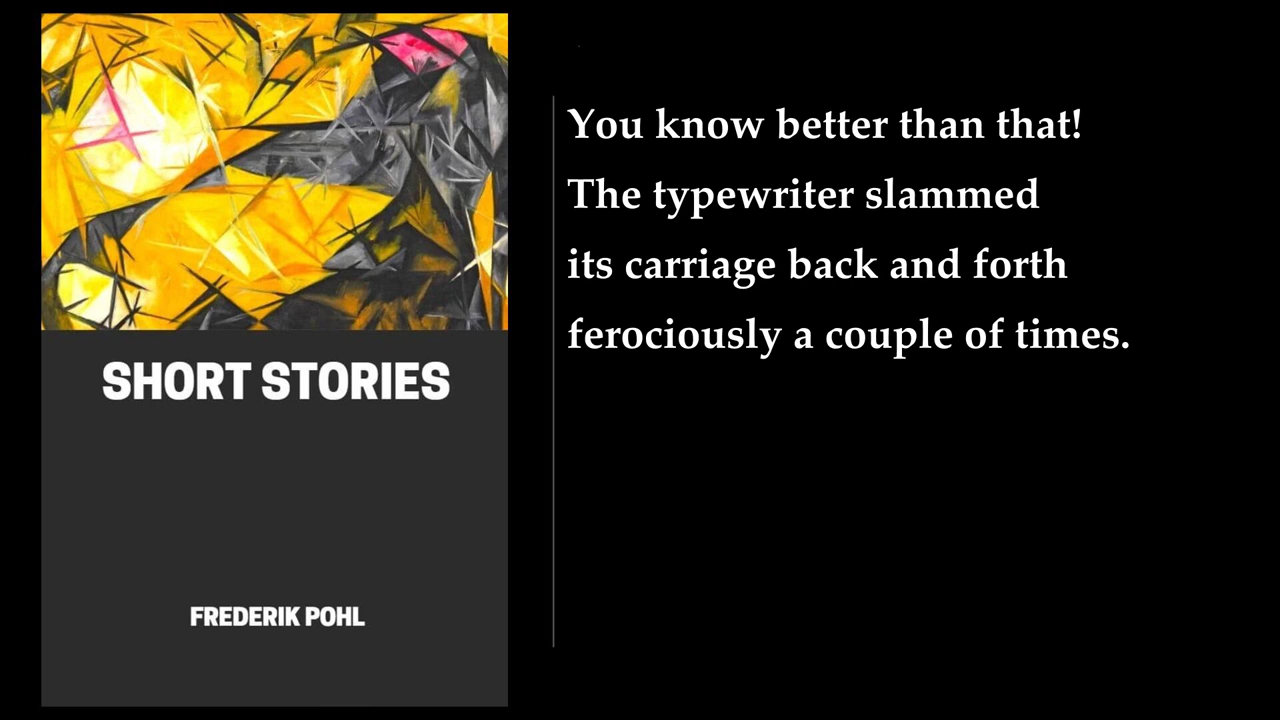 SHORT STORIES
FREDERIK POHL
You know better than that!
The typewriter slammed
its carriage back and forth
ferociously a couple of times.